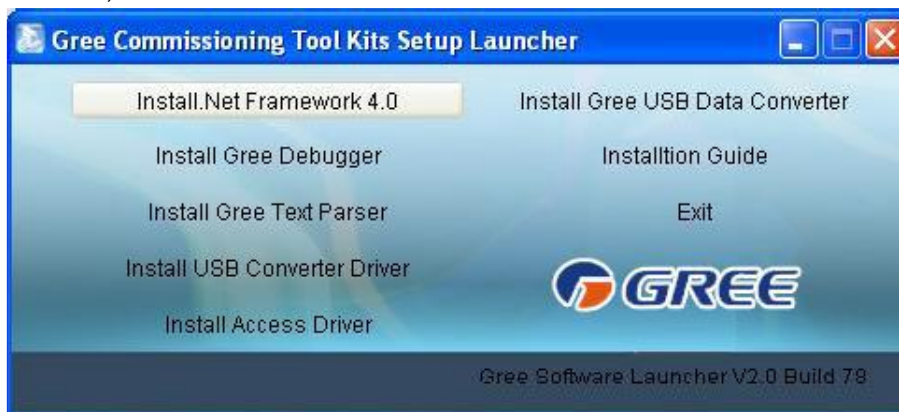 Gree Commissioning Tool Kits Setup Launcher
Install.Net Framework 4.0
Install Gree USB Data Converter
Install Gree Debugger
Installtion Guide
Install Gree Text Parser
Exit
Install USB Converter Driver
GREE
Install Access Driver
Gree Software Launcher V2.0 Build 78